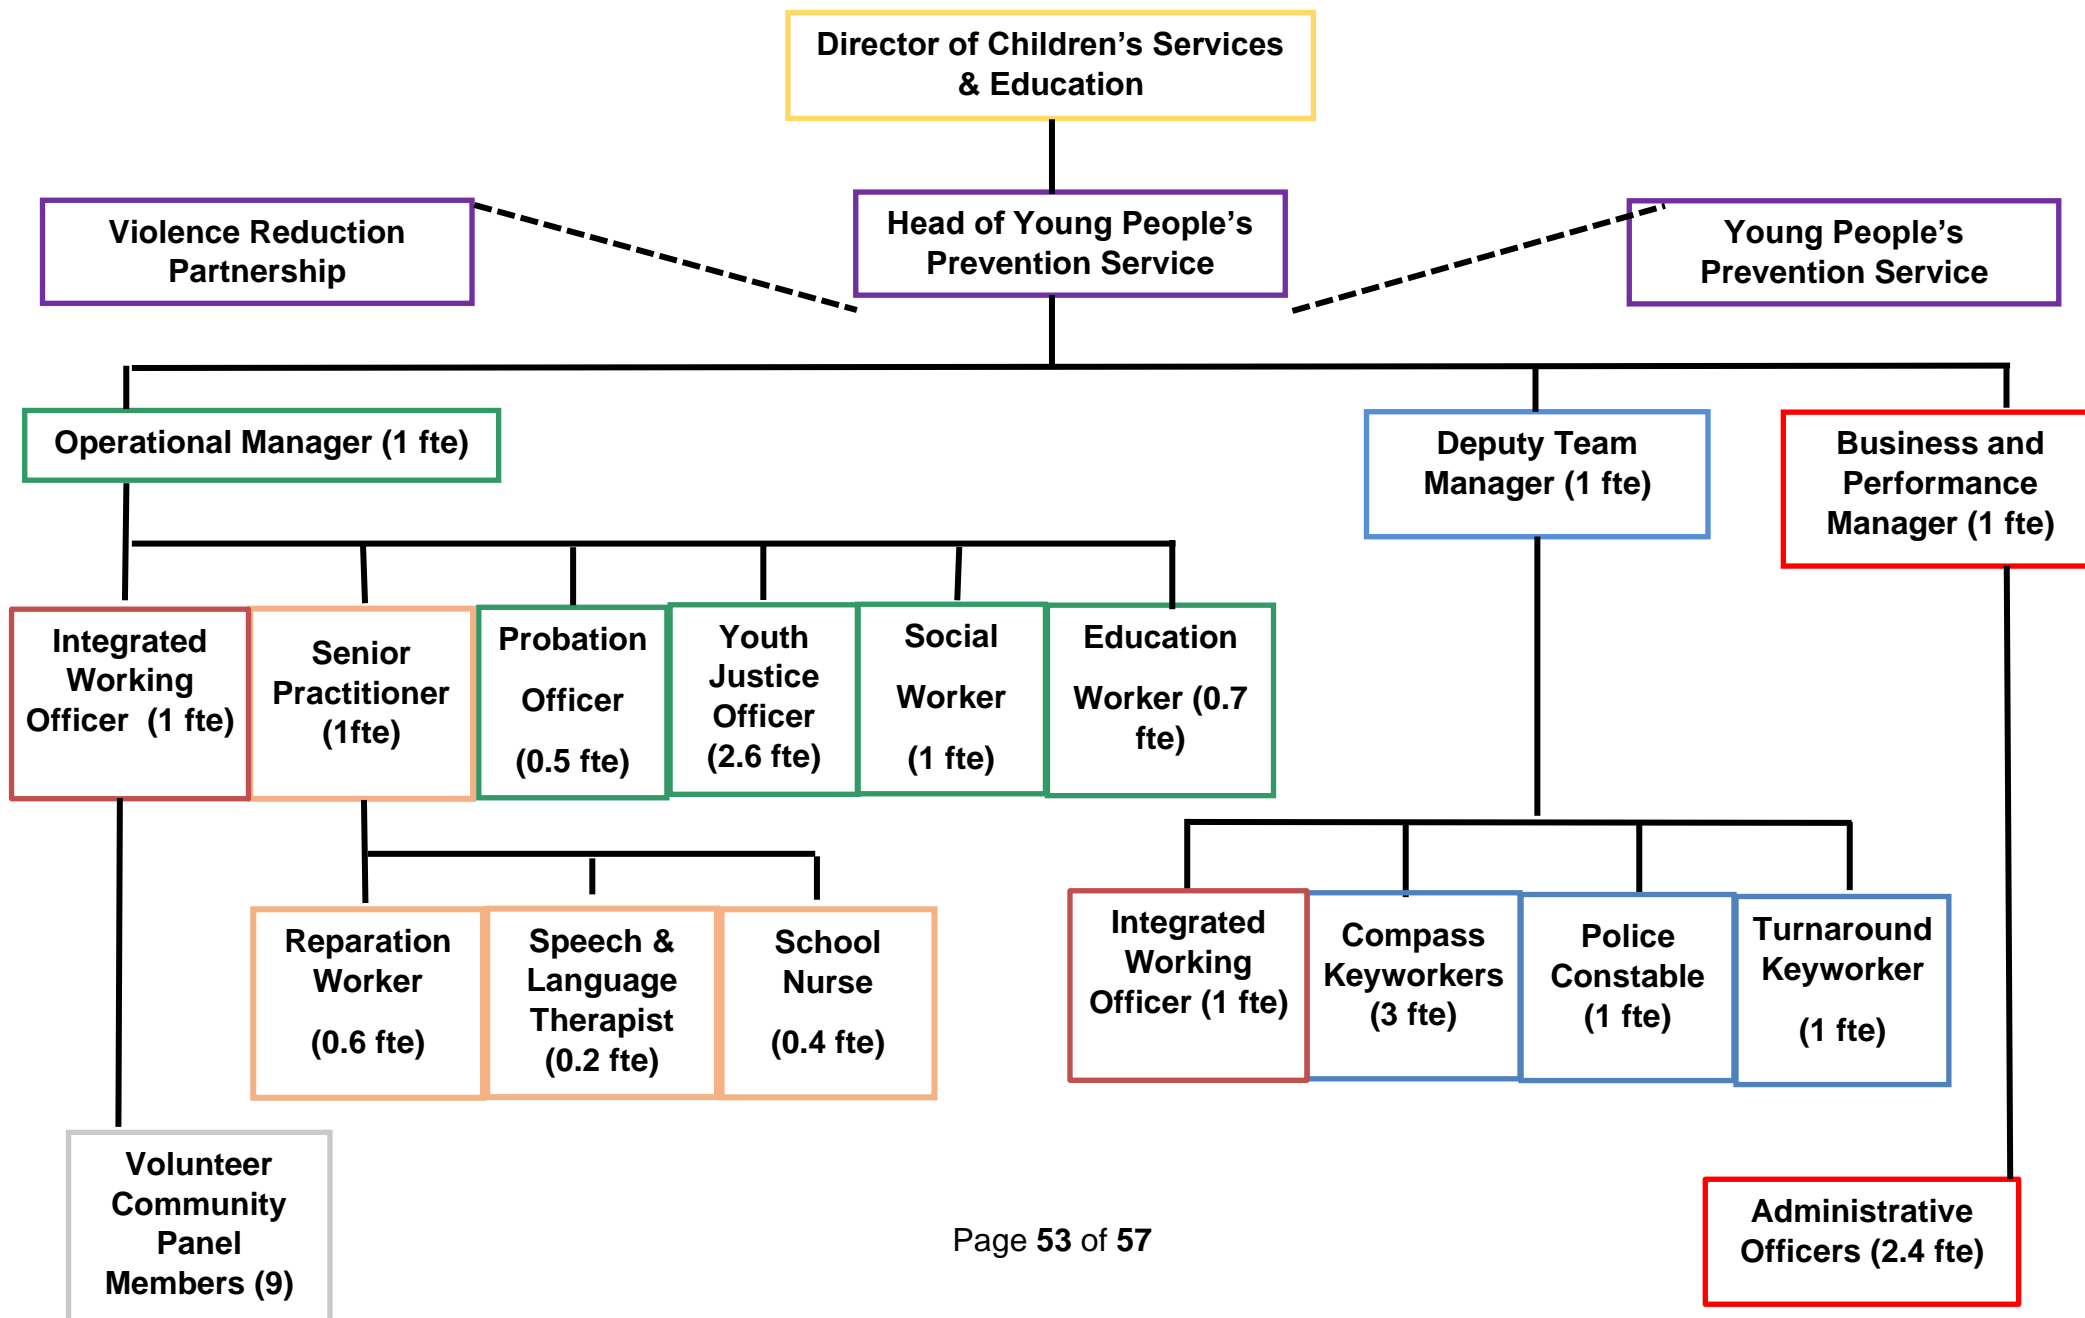 Director of Children’s Services
& Education
Violence Reduction
Partnership
Head of Young People’s
Prevention Service
Young People’s
Prevention Service
Operational Manager (1 fte)
Deputy Team
Manager (1 fte)
Business and
Performance
Manager (1 fte)
Integrated
Working
Officer  (1 fte)
Senior
Practitioner
(1fte)
Probation
Officer
(0.5 fte)
Youth
Justice
Officer
(2.6 fte)
Social
Worker
(1 fte)
Education
Worker (0.7
fte)
Reparation
Worker
(0.6 fte)
Speech &
Language
Therapist
(0.2 fte)
School
Nurse
(0.4 fte)
Integrated
Working
Officer (1 fte)
Compass
Keyworkers
(3 fte)
Police
Constable
(1 fte)
Turnaround
Keyworker
(1 fte)
Volunteer
Community
Panel
Members (9)
Administrative
Officers (2.4 fte)
Page 53 of 57